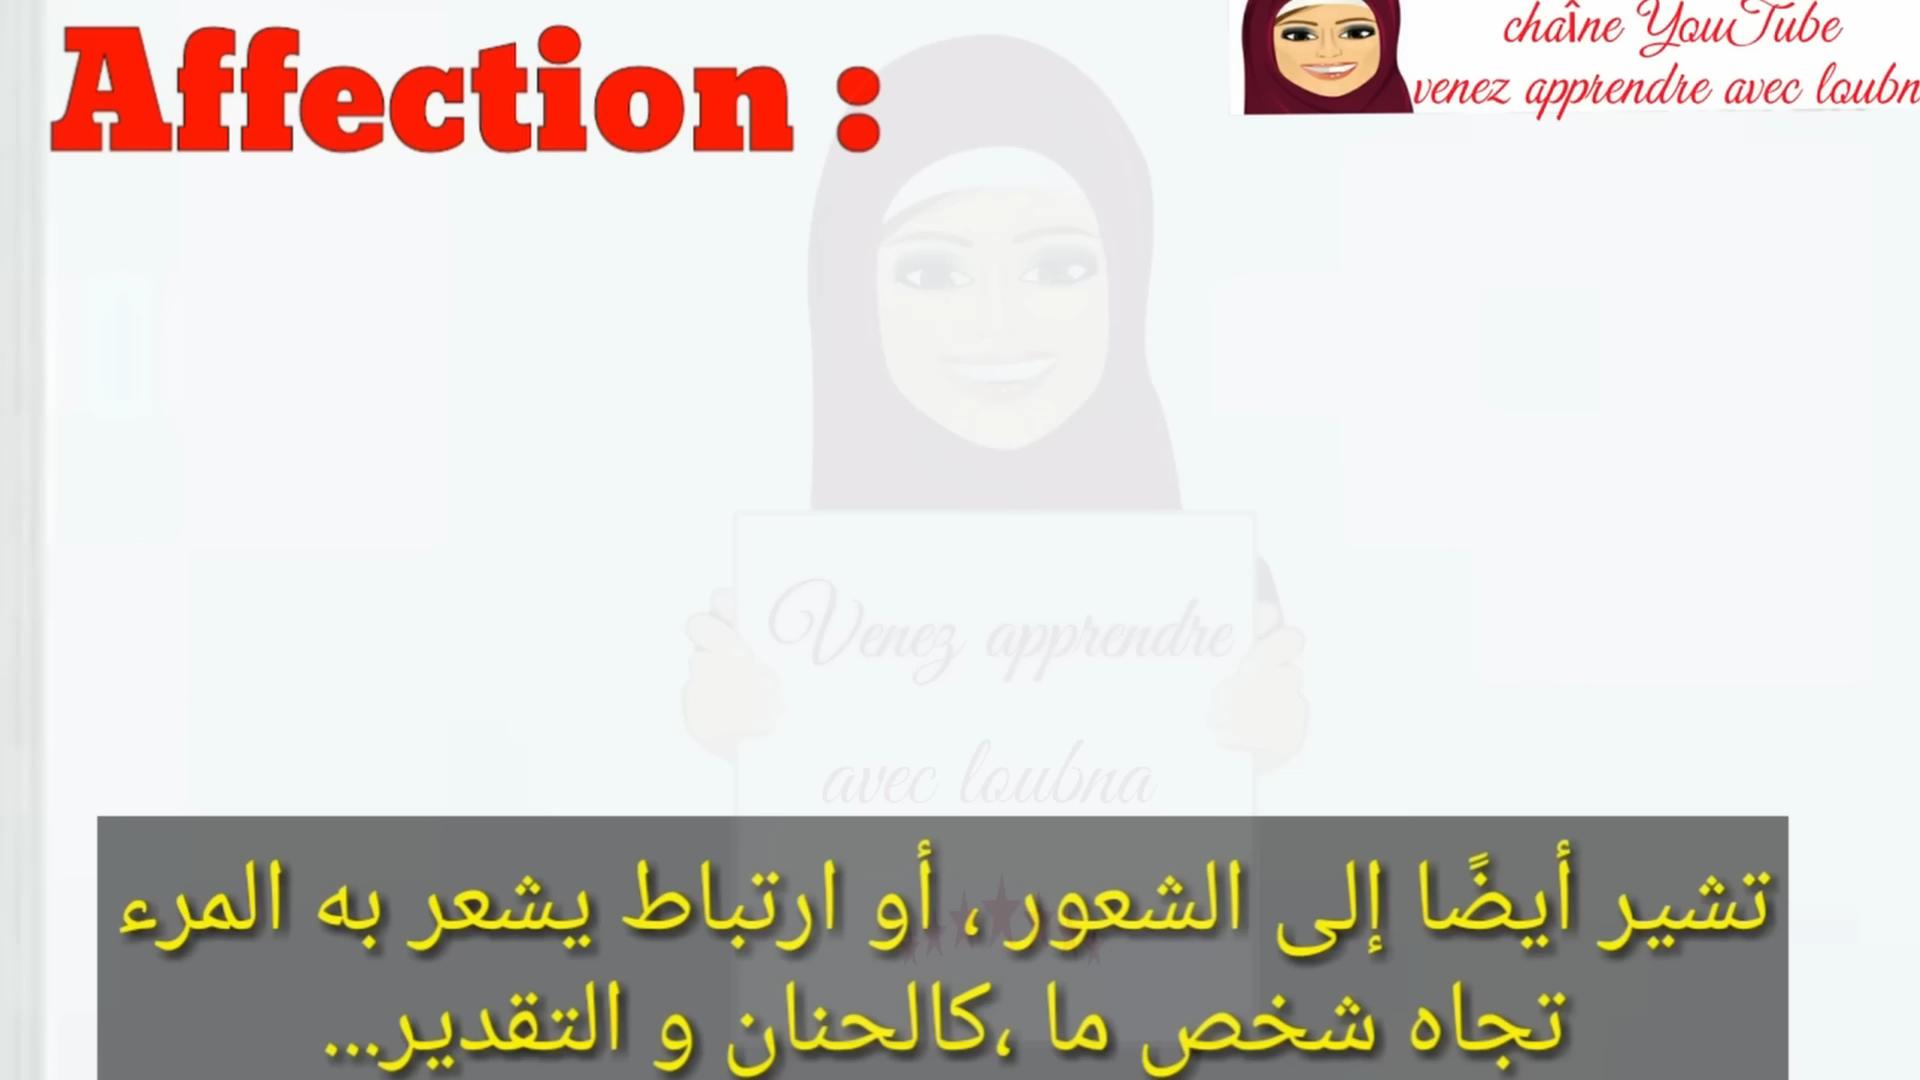 Affection :
chaîne YouTube
venez apprendre avec loubn
Venez apprendre
avec loubna
تشير أيضًا إلى الشعور، أو ارتباط يشعر به المرء
تجاه شخص ما ،كالحنان و التقدير...